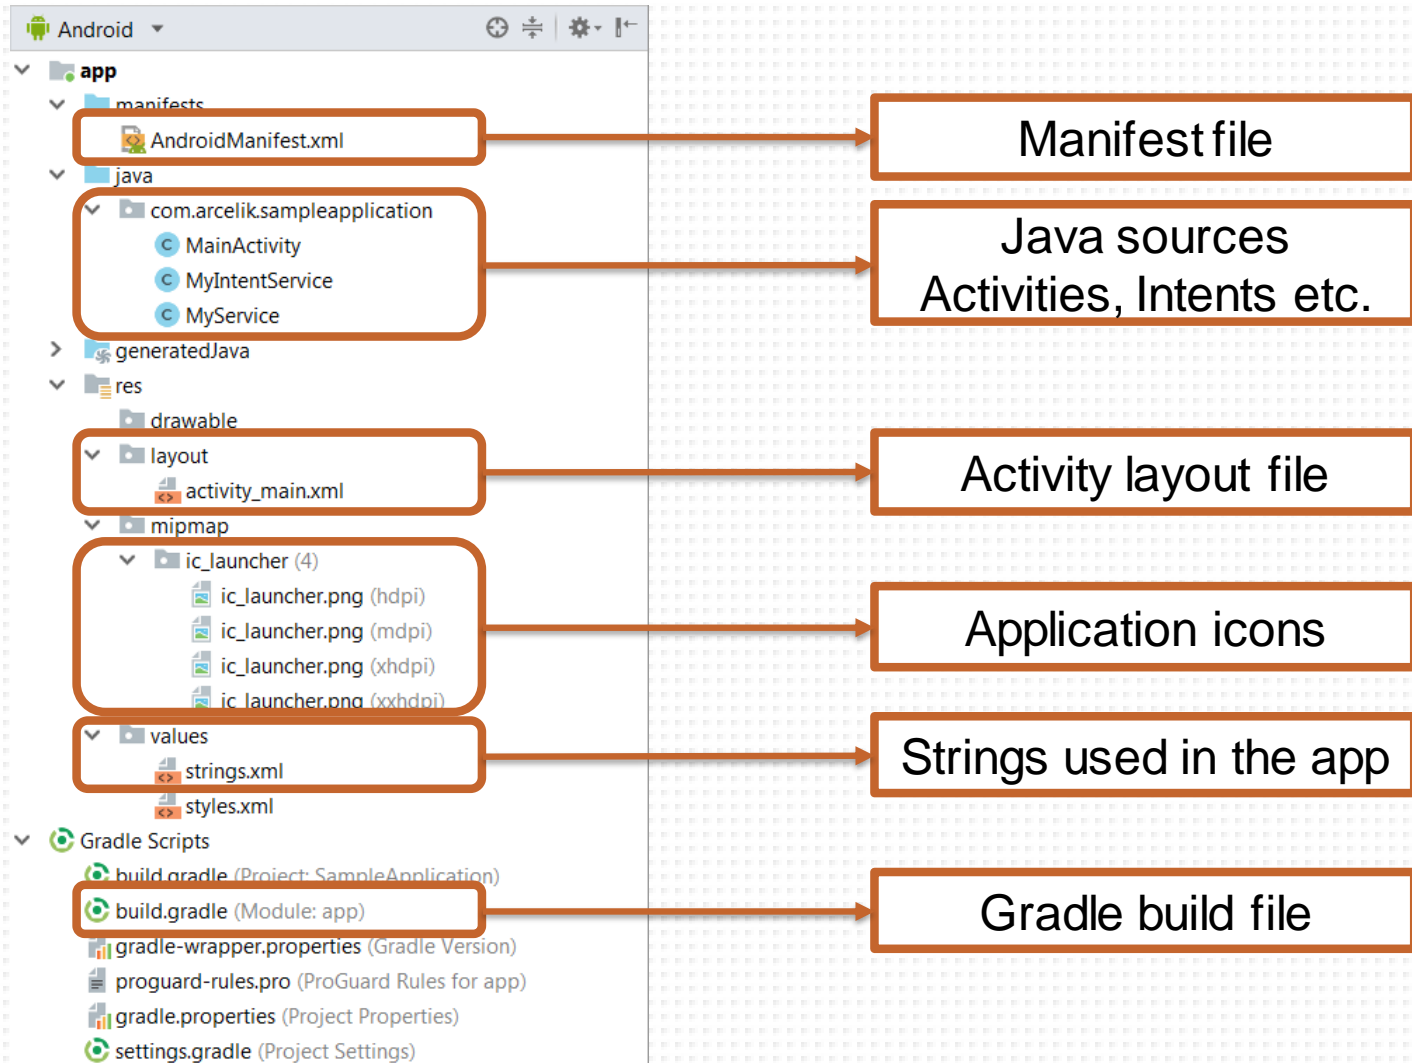 Android
app
manifests
AndroidManifest.xml
java
com.arcelik.sampleapplication
MainActivity
MyIntentService
MyService
generatedJava
res
drawable
layout
activity_main.xml
mipmap
ic_launcher (4)
ic_launcher.png (hdpi)
ic_launcher.png (mdpi)
ic_launcher.png (xhdpi)
ic_launcher.png (xxhdpi)
values
strings.xml
styles.xml
Gradle Scripts
build.gradle (Project: SampleApplication)
build.gradle (Module: app)
gradle-wrapper.properties (Gradle Version)
proguard-rules.pro (ProGuard Rules for app)
gradle.properties (Project Properties)
settings.gradle (Project Settings)
Manifest file
Java sources
Activities, Intents etc.
Activity layout file
Application icons
Strings used in the app
Gradle build file